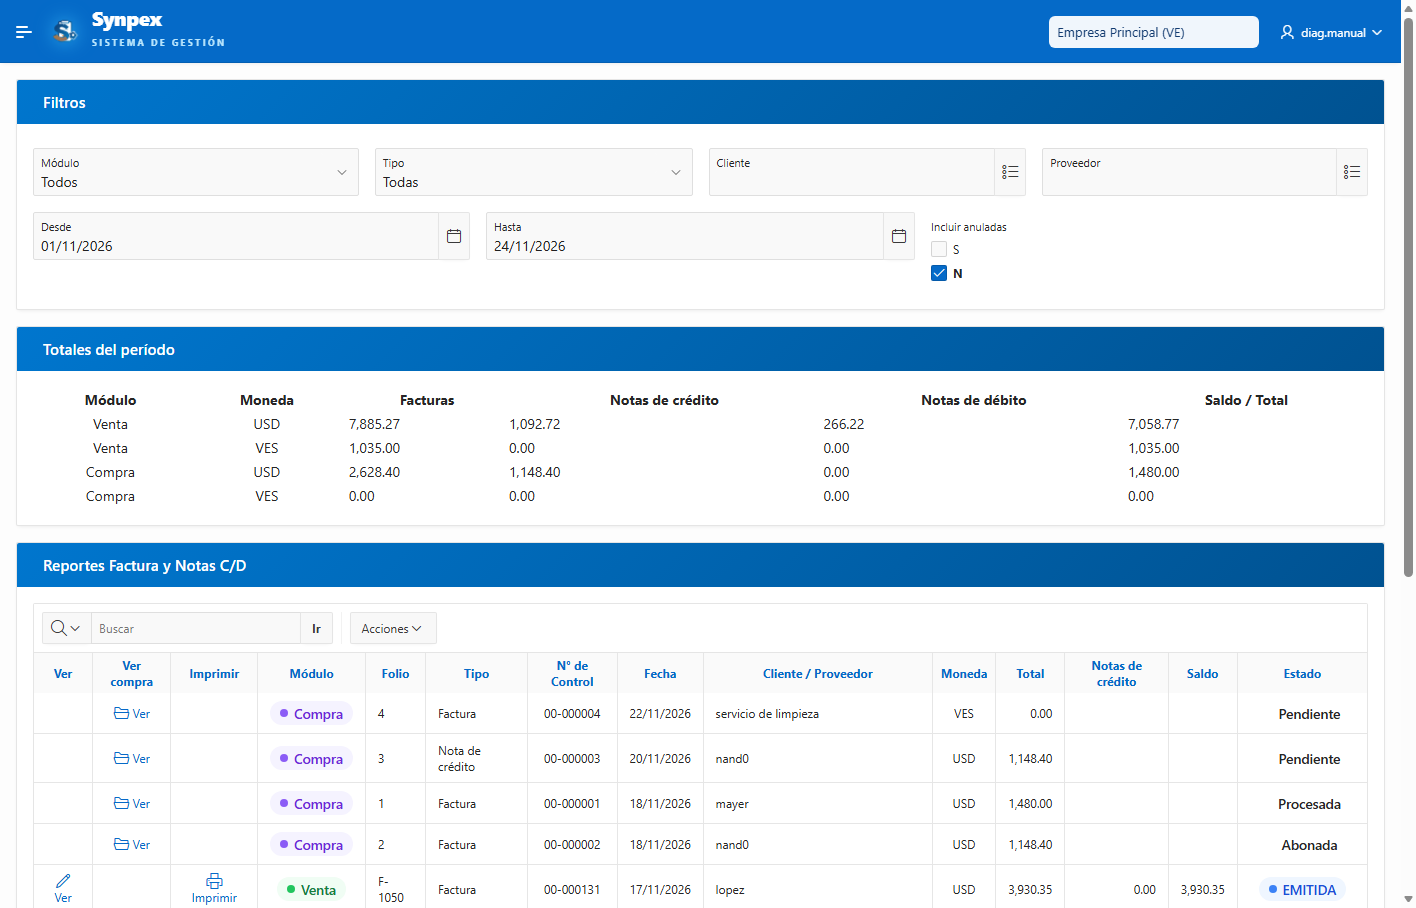 Synpex
SISTEMA DE GESTIÓN
Empresa Principal (VE)
diag.manual
Filtros
Módulo
Todos
Tipo
Todas
Cliente
Proveedor
Desde
01/11/2026
Hasta
24/11/2026
Incluir anuladas
S
N
Totales del período
Módulo Moneda Facturas Notas de crédito Notas de débito Saldo / Total
Venta USD 7,885.27 1,092.72 266.22 7,058.77
Venta VES 1,035.00 0.00 0.00 1,035.00
Compra USD 2,628.40 1,148.40 0.00 1,480.00
Compra VES 0.00 0.00 0.00 0.00
Reportes Factura y Notas C/D
Buscar Ir Acciones
Ver Ver compra Imprimir Módulo Folio Tipo N° de Control Fecha Cliente / Proveedor Moneda Total Notas de crédito Saldo Estado
Ver Compra 4 Factura 00-000004 22/11/2026 servicio de limpieza VES 0.00 Pendiente
Ver Compra 3 Nota de crédito 00-000003 20/11/2026 nand0 USD 1,148.40 Pendiente
Ver Compra 1 Factura 00-000001 18/11/2026 mayer USD 1,480.00 Procesada
Ver Compra 2 Factura 00-000002 18/11/2026 nand0 USD 1,148.40 Abonada
Ver Imprimir Venta F-1050 Factura 00-000131 17/11/2026 lopez USD 3,930.35 0.00 3,930.35 EMITIDA